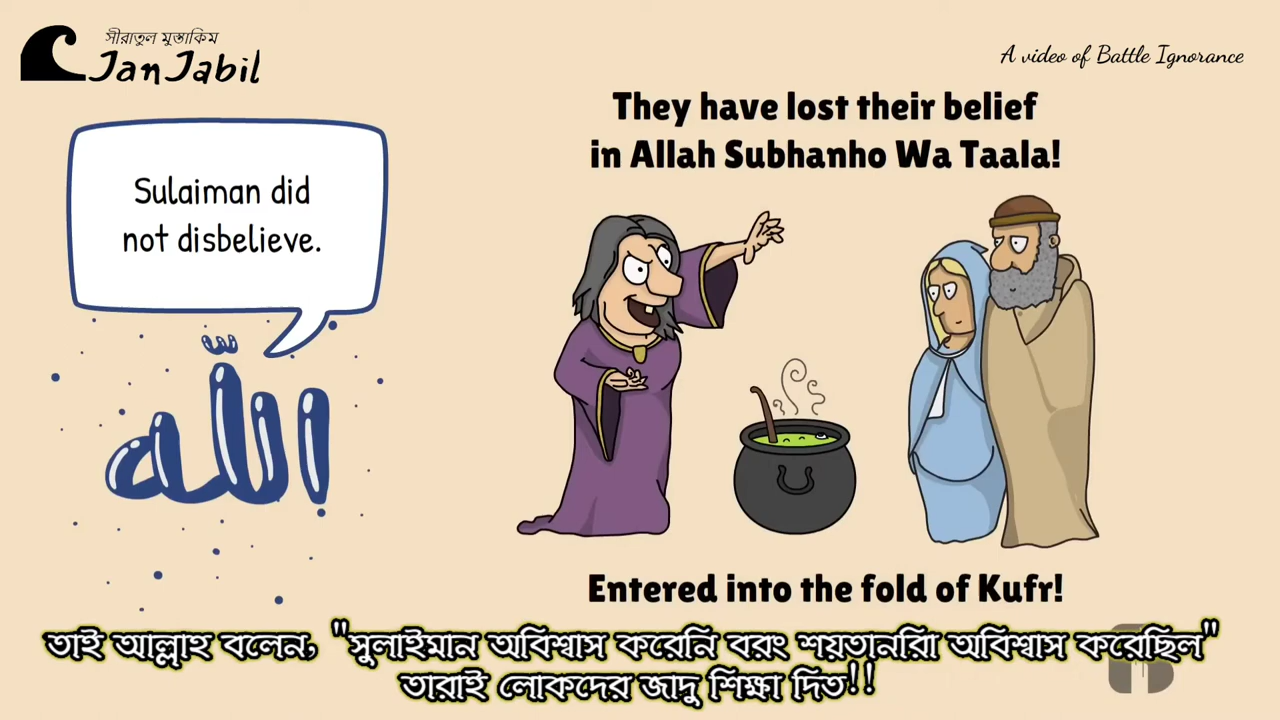 সীরাতুল মুস্তাকিম
JanJabil
A video of Battle Ignorance
They have lost their belief
in Allah Subhanho Wa Taala!
Sulaiman did
not disbelieve.
الله
Entered into the fold of Kufr!
তাই আল্লাহ বলেন, "সুলাইমান অবিশ্বাস করেনি বরং শয়তানরাি অবিশ্বাস করেছিল"
তারাই লোকদের জাদু শিক্ষা দিত!!